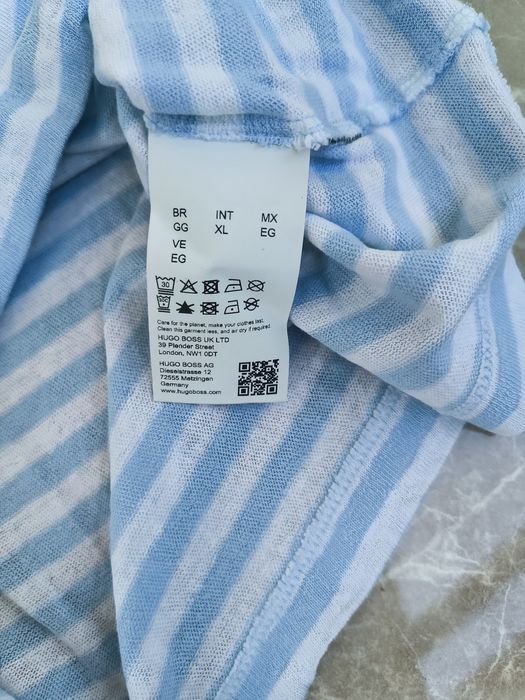 BR INT MX
GG XL EG
VE
EG
30
Care for the planet, make your clothes last.
Clean this garment less, and air dry if required.
HUGO BOSS UK LTD
39 Plender Street
London, NW1 0DT
HUGO BOSS AG
Dieselstrasse 12
72555 Metzingen
Germany
www.hugoboss.com